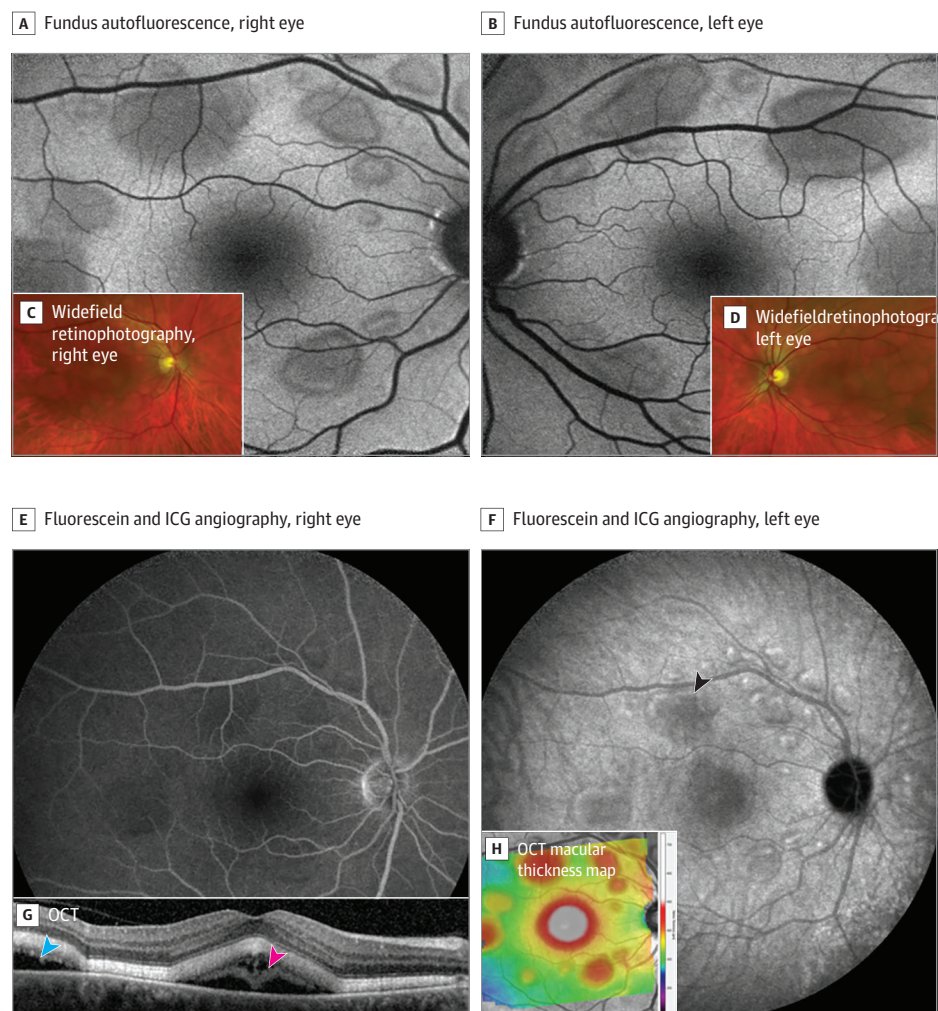 A Fundus autofluorescence, right eye
B Fundus autofluorescence, left eye
C Widefield
retinophotography,
right eye
D Widefieldretinophotogra
left eye
E Fluorescein and ICG angiography, right eye
F Fluorescein and ICG angiography, left eye
G OCT
H OCT macular
thickness map